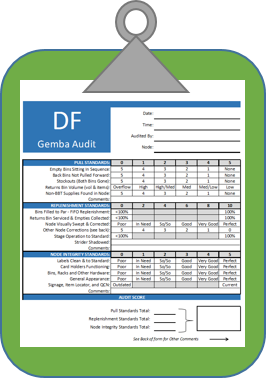 DF
Gemba Audit
Date:
Time:
Audited By:
Node:
PULL STANDARDS: 0 1 2 3 4 5
Empty Bins Sitting in Sequence: 5 4 3 2 1 None
Back Bins Not Pulled Forward: 5 4 3 2 1 None
Stockouts (Both Bins Gone) 5 4 3 2 1 None
Returns Bin Volume (vol & items) Overflow High High/Med Med Med/Low Low
Non-BBT Supplies Found in Node: 5 4 3 2 1 None
Comments:
REPLENISHMENT STANDARDS: 0 2 4 6 8 10
Bins Filled to Par - FIFO Replenishment: <100% 100%
Returns Bin Serviced & Empties Collected: <100% 100%
Node Visually Sweet & Corrected: Poor In Need So/So Good Very Good Perfect
Other Node Corrections (see back): 5 4 3 2 1 0
Stage Operation to Standard: <100% 100%
Strider Shadowed:
Comments:
NODE INTEGRITY STANDARDS: 0 1 2 3 4 5
Labels Clean & to Standard: Poor In Need So/So Good Very Good Perfect
Card Holders Functioning: Poor In Need So/So Good Very Good Perfect
Bins, Racks and Other Hardware: Poor In Need So/So Good Very Good Perfect
General Appearance: Poor In Need So/So Good Very Good Perfect
Signage, Item Locator, and QCN: Outdated Current
Comments:
AUDIT SCORE
Pull Standards Total:
Replenishment Standards Total:
Node Integrity Standards Total:
See Back of form for Other Comments